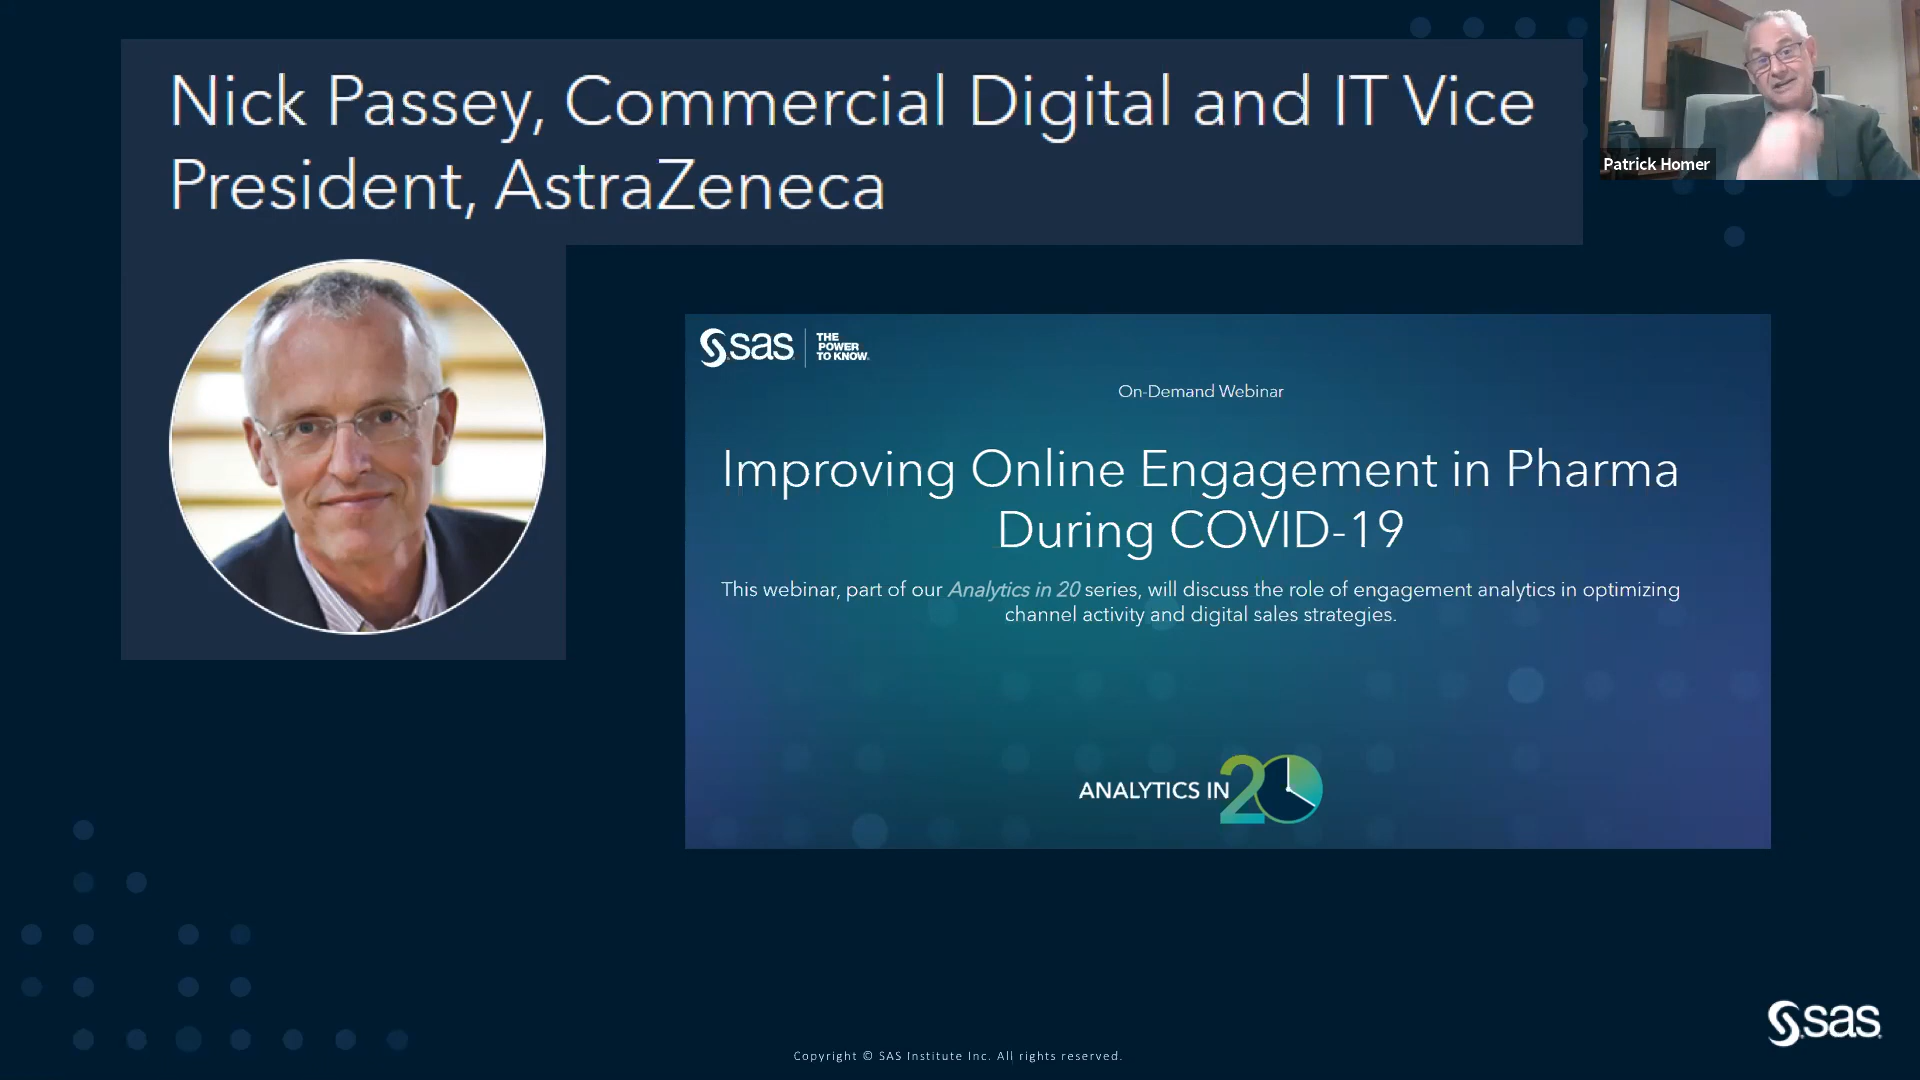 Nick Passey, Commercial Digital and IT Vice
President, AstraZeneca
Patrick Homer
sas
THE
POWER
TO KNOW.
On-Demand Webinar
Improving Online Engagement in Pharma
During COVID-19
This webinar, part of our Analytics in 20 series, will discuss the role of engagement analytics in optimizing
channel activity and digital sales strategies.
ANALYTICS IN 20
sas
Copyright © SAS Institute Inc. All rights reserved.